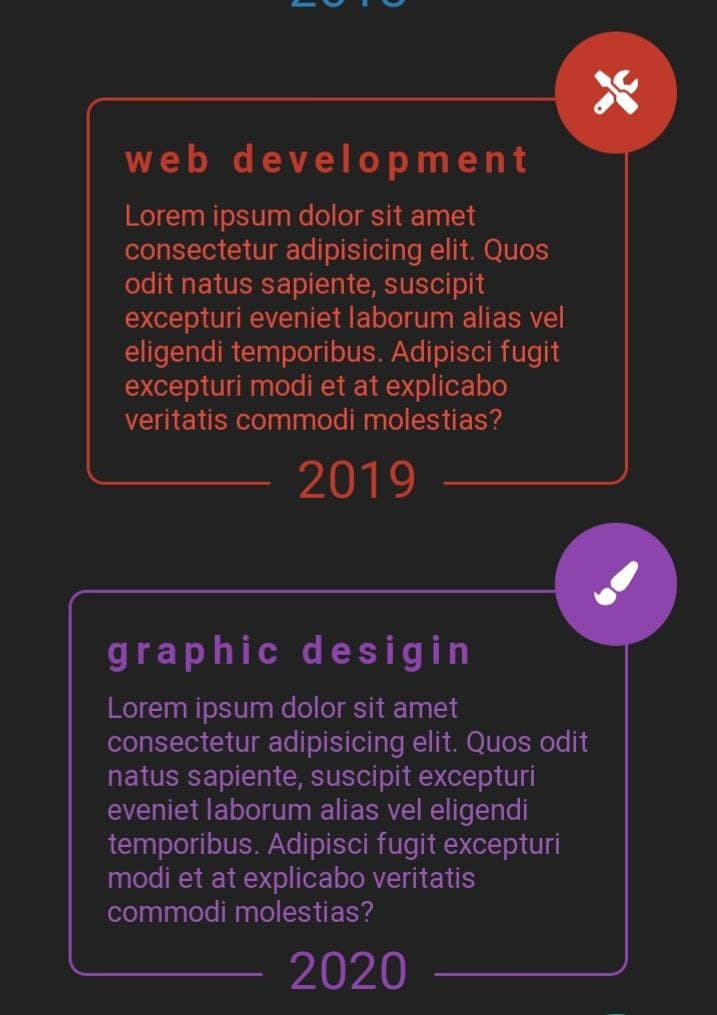 web development
Lorem ipsum dolor sit amet
consectetur adipisicing elit. Quos
odit natus sapiente, suscipit
excepturi eveniet laborum alias vel
eligendi temporibus. Adipisci fugit
excepturi modi et at explicabo
veritatis commodi molestias?
2019
graphic desigin
Lorem ipsum dolor sit amet
consectetur adipisicing elit. Quos odit
natus sapiente, suscipit excepturi
eveniet laborum alias vel eligendi
temporibus. Adipisci fugit excepturi
modi et at explicabo veritatis
commodi molestias?
2020